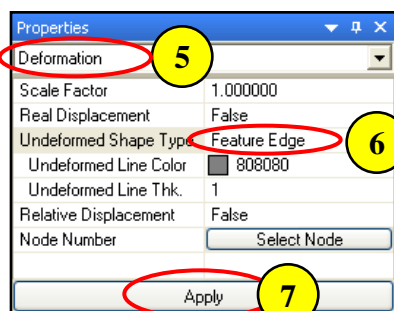 Properties
Deformation 5
Scale Factor 1.000000
Real Displacement False
Undeformed Shape Type Feature Edge 6
Undeformed Line Color 808080
Undeformed Line Thk. 1
Relative Displacement False
Node Number Select Node
Apply 7